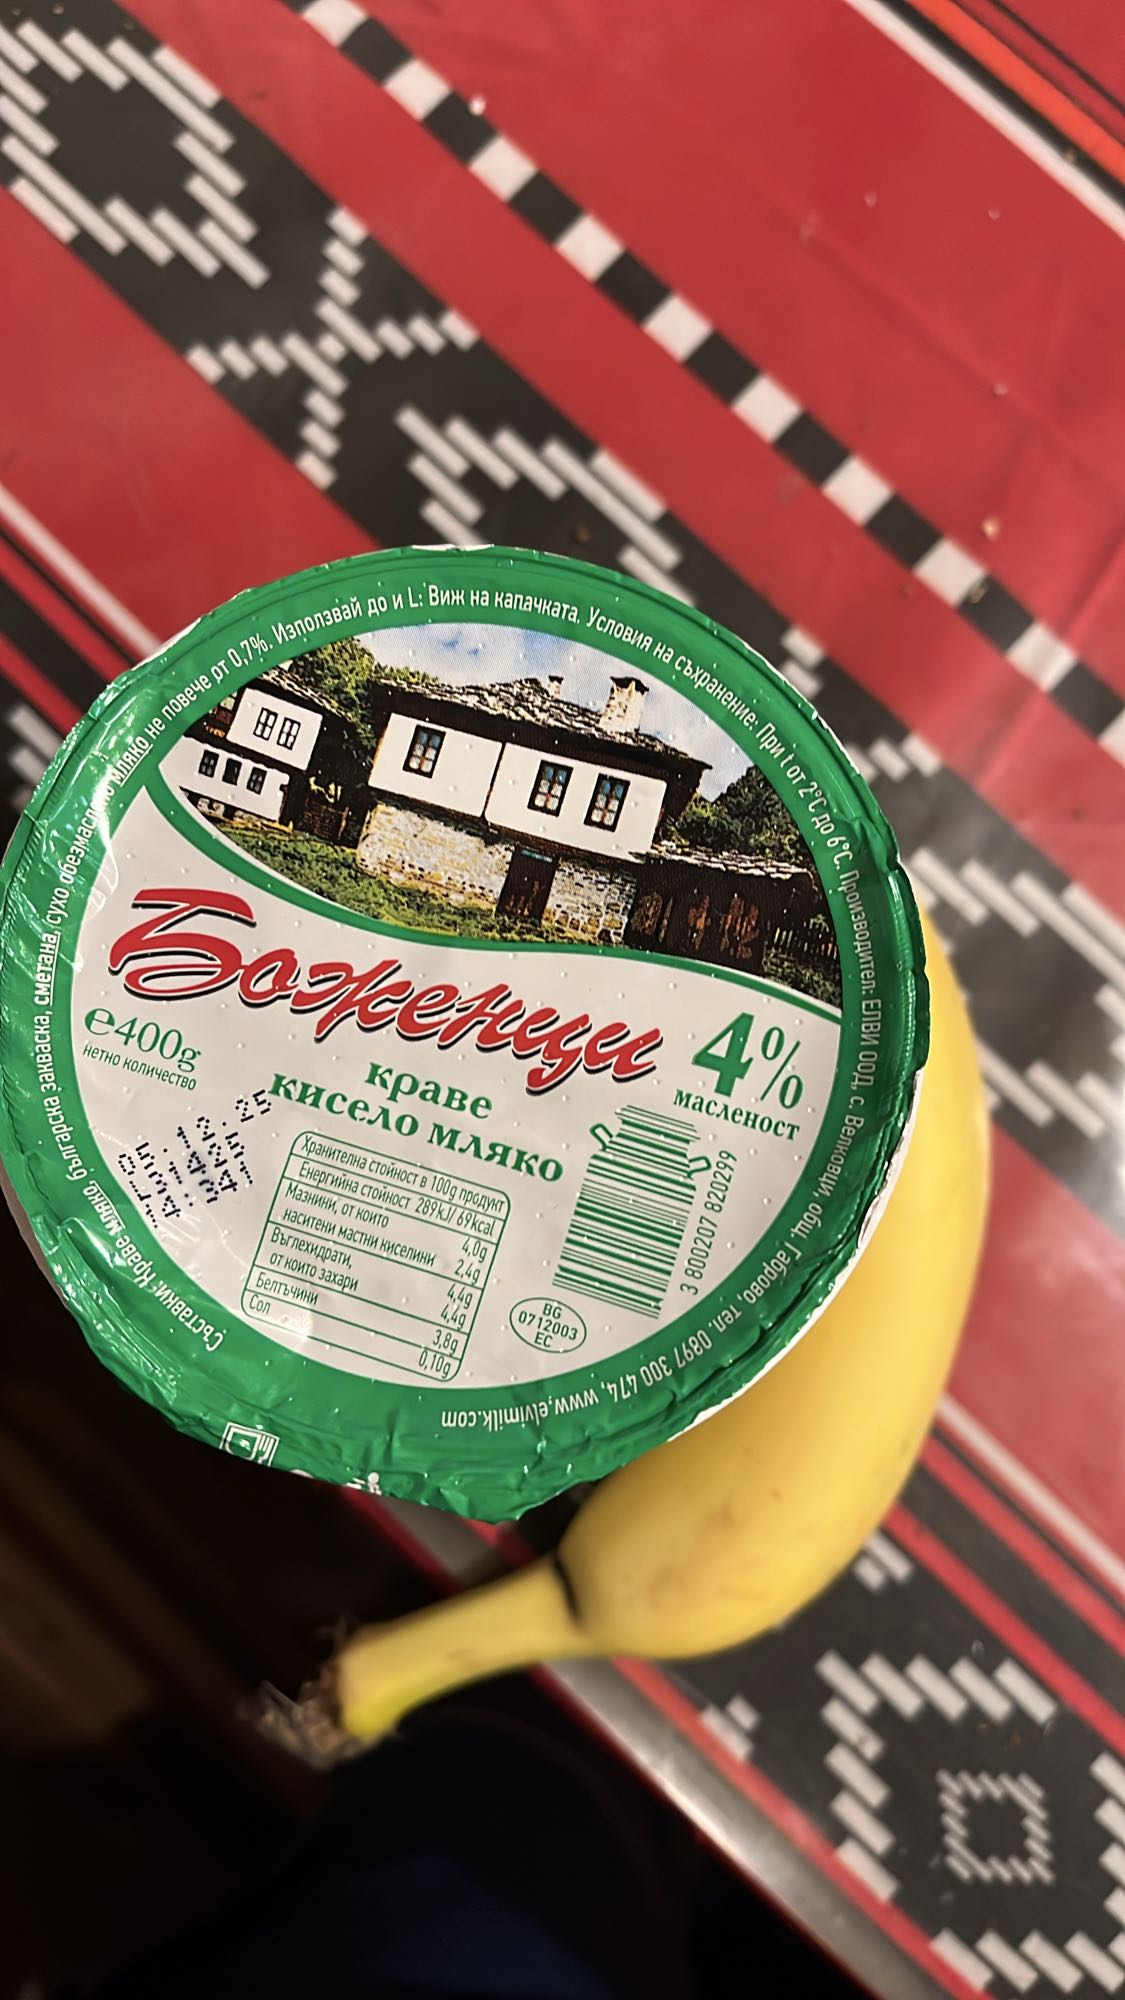 Съставки: Краве мляко, българска закваска, сметана, сухо обезмаслено мляко не повече от 0,7%. Използвай до и L: Виж на капачката. Условия на съхранение: При t от 2°C до 6°C. Производител: ЕЛВИ ООД, с. Велковци, общ. Габрово, тел. 0897 300 474, www.elvimilk.com
Боженци
4%
масленост
e400g
нетно количество
краве
кисело мляко
Хранителна стойност в 100g продукт
Енергийна стойност 289kJ/ 69kcal
Мазнини, от които 4,0g
наситени мастни киселини 2,4g
Въглехидрати, 4,4g
от които захари 4,4g
Белтъчини 3,8g
Сол 0,10g
3 800207 820299
BG
0712003
EC